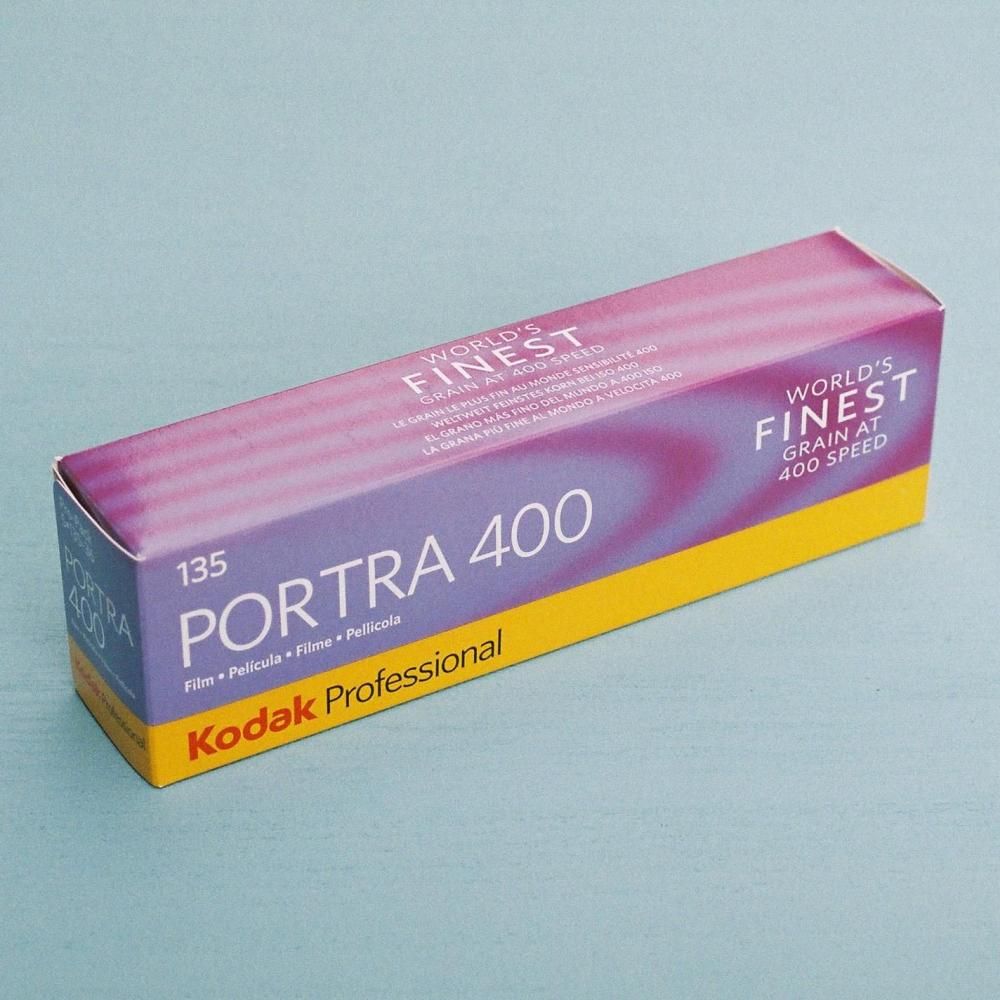 WORLD'S
FINEST
GRAIN AT 400 SPEED
LE GRAIN LE PLUS FIN AU MONDE SENSIBILITÉ 400
WELTWEIT FEINSTES KORN BEI ISO 400
EL GRANO MÁS FINO DEL MUNDO A 400 ISO
LA GRANA PIÙ FINE AL MONDO A VELOCITÀ 400
WORLD'S
FINEST
GRAIN AT
400 SPEED
135
PORTRA 400
Film • Película • Filme • Pellicola
Kodak Professional
PORTRA
400
Kodak Professional